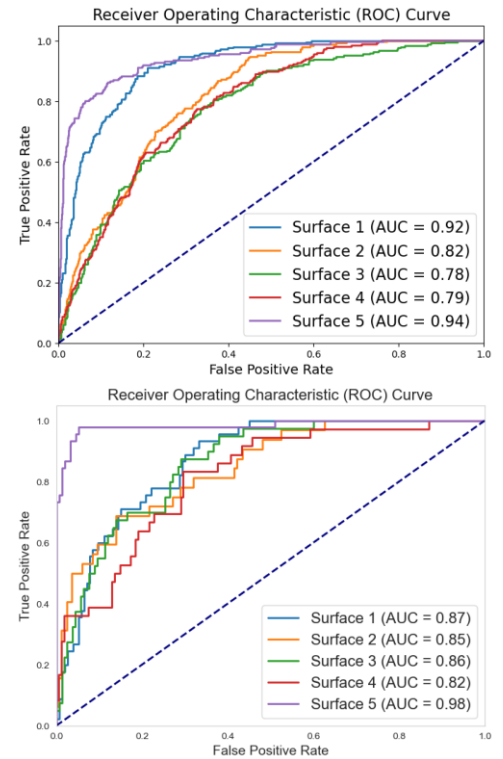 Receiver Operating Characteristic (ROC) Curve
True Positive Rate
1.0
0.8
0.6
0.4
0.2
0.0
Surface 1 (AUC = 0.92)
Surface 2 (AUC = 0.82)
Surface 3 (AUC = 0.78)
Surface 4 (AUC = 0.79)
Surface 5 (AUC = 0.94)
0.0 0.2 0.4 0.6 0.8 1.0
False Positive Rate
Receiver Operating Characteristic (ROC) Curve
True Positive Rate
1.0
0.8
0.6
0.4
0.2
0.0
Surface 1 (AUC = 0.87)
Surface 2 (AUC = 0.85)
Surface 3 (AUC = 0.86)
Surface 4 (AUC = 0.82)
Surface 5 (AUC = 0.98)
0.0 0.2 0.4 0.6 0.8 1.0
False Positive Rate